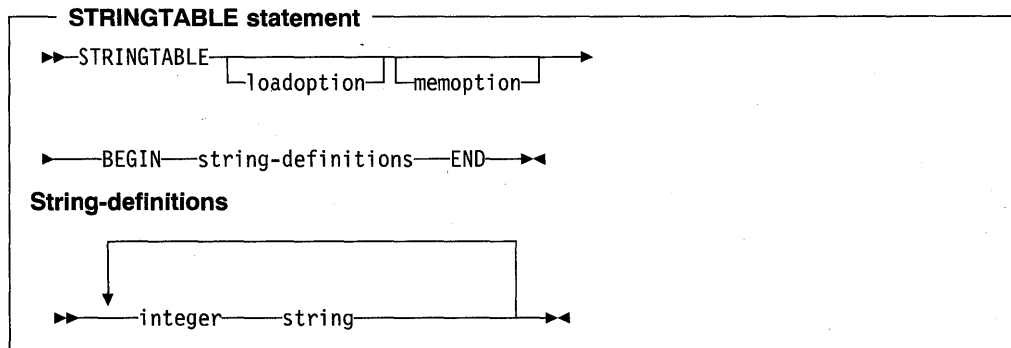 STRINGTABLE statement
STRINGTABLE
loadoption memoption
BEGIN string-definitions END
String-definitions
integer string